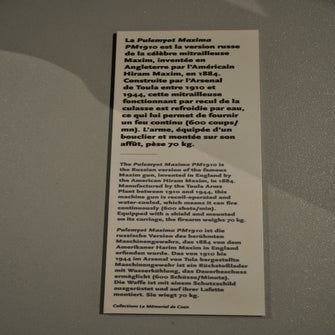 La Pulemyot Maxima
PM1910 est la version russe
de la célèbre mitrailleuse
Maxim, inventée en
Angleterre par l'Américain
Hiram Maxim, en 1884.
Construite par l'Arsenal
de Toula entre 1910 et
1944, cette mitrailleuse
fonctionnant par recul de la
culasse est refroidie par eau,
ce qui lui permet de fournir
un feu continu (600 coups/
mn). L'arme, équipée d'un
bouclier et montée sur son
affût, pèse 70 kg.
The Pulemyot Maxima PM1910 is
the Russian version of the famous
Maxim gun, invented in England by
the American Hiram Maxim, in 1884.
Manufactured by the Toula Arms
Plant between 1910 and 1944, this
machine gun is recoil-operated and
water-cooled, which means it can fire
continuously (600 shots/min).
Equipped with a shield and mounted
on its carriage, the firearm weighs 70 kg.
Pulemyot Maxima PM1910 ist die
russische Version des berühmten
Maschinengewehrs, das 1884 von dem
Amerikaner Harim Maxim in England
erfunden wurde. Das von 1910 bis
1944 im Arsenal von Tula hergestellte
Maschinengewehr ist ein Rückstoßlader
mit Wasserkühlung, das Dauerbeschuss
ermöglicht (600 Schüsse/Minute).
Die Waffe ist mit einem Schutzschild
ausgerüstet und auf ihrer Lafette
montiert. Sie wiegt 70 kg.
Collections Le Mémorial de Caen